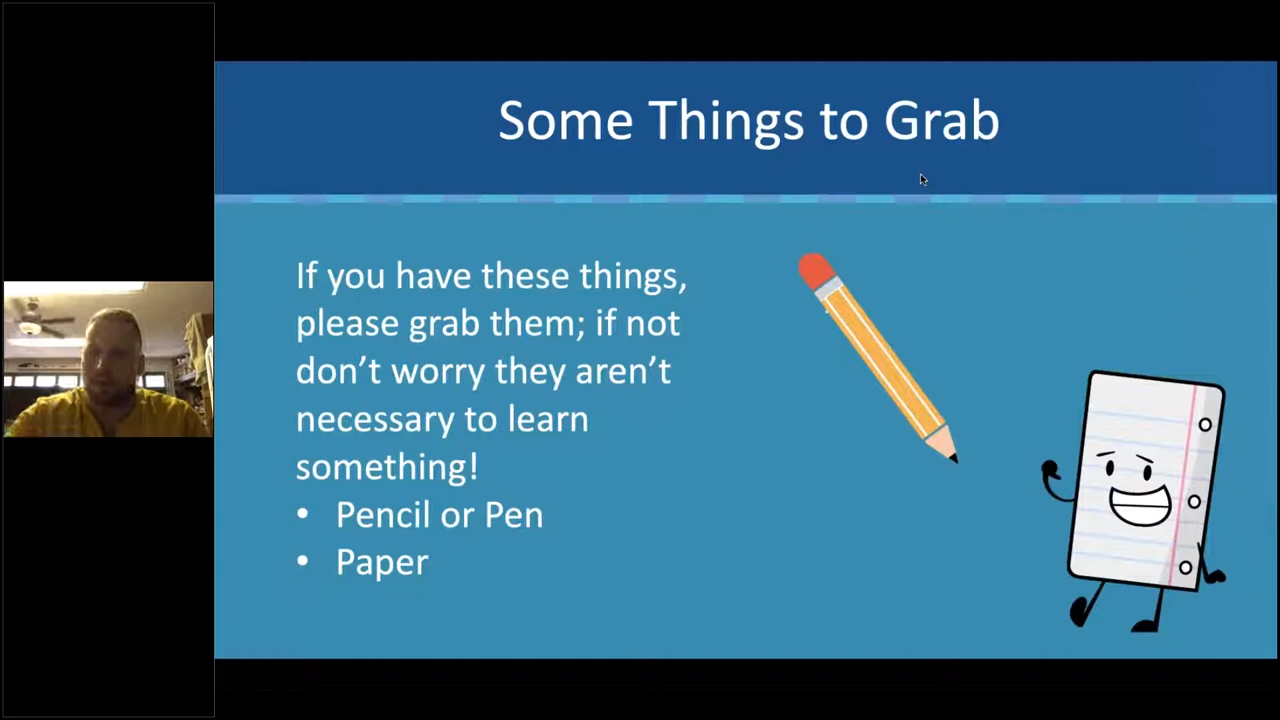 Some Things to Grab
If you have these things,
please grab them; if not
don’t worry they aren’t
necessary to learn
something!
• Pencil or Pen
• Paper